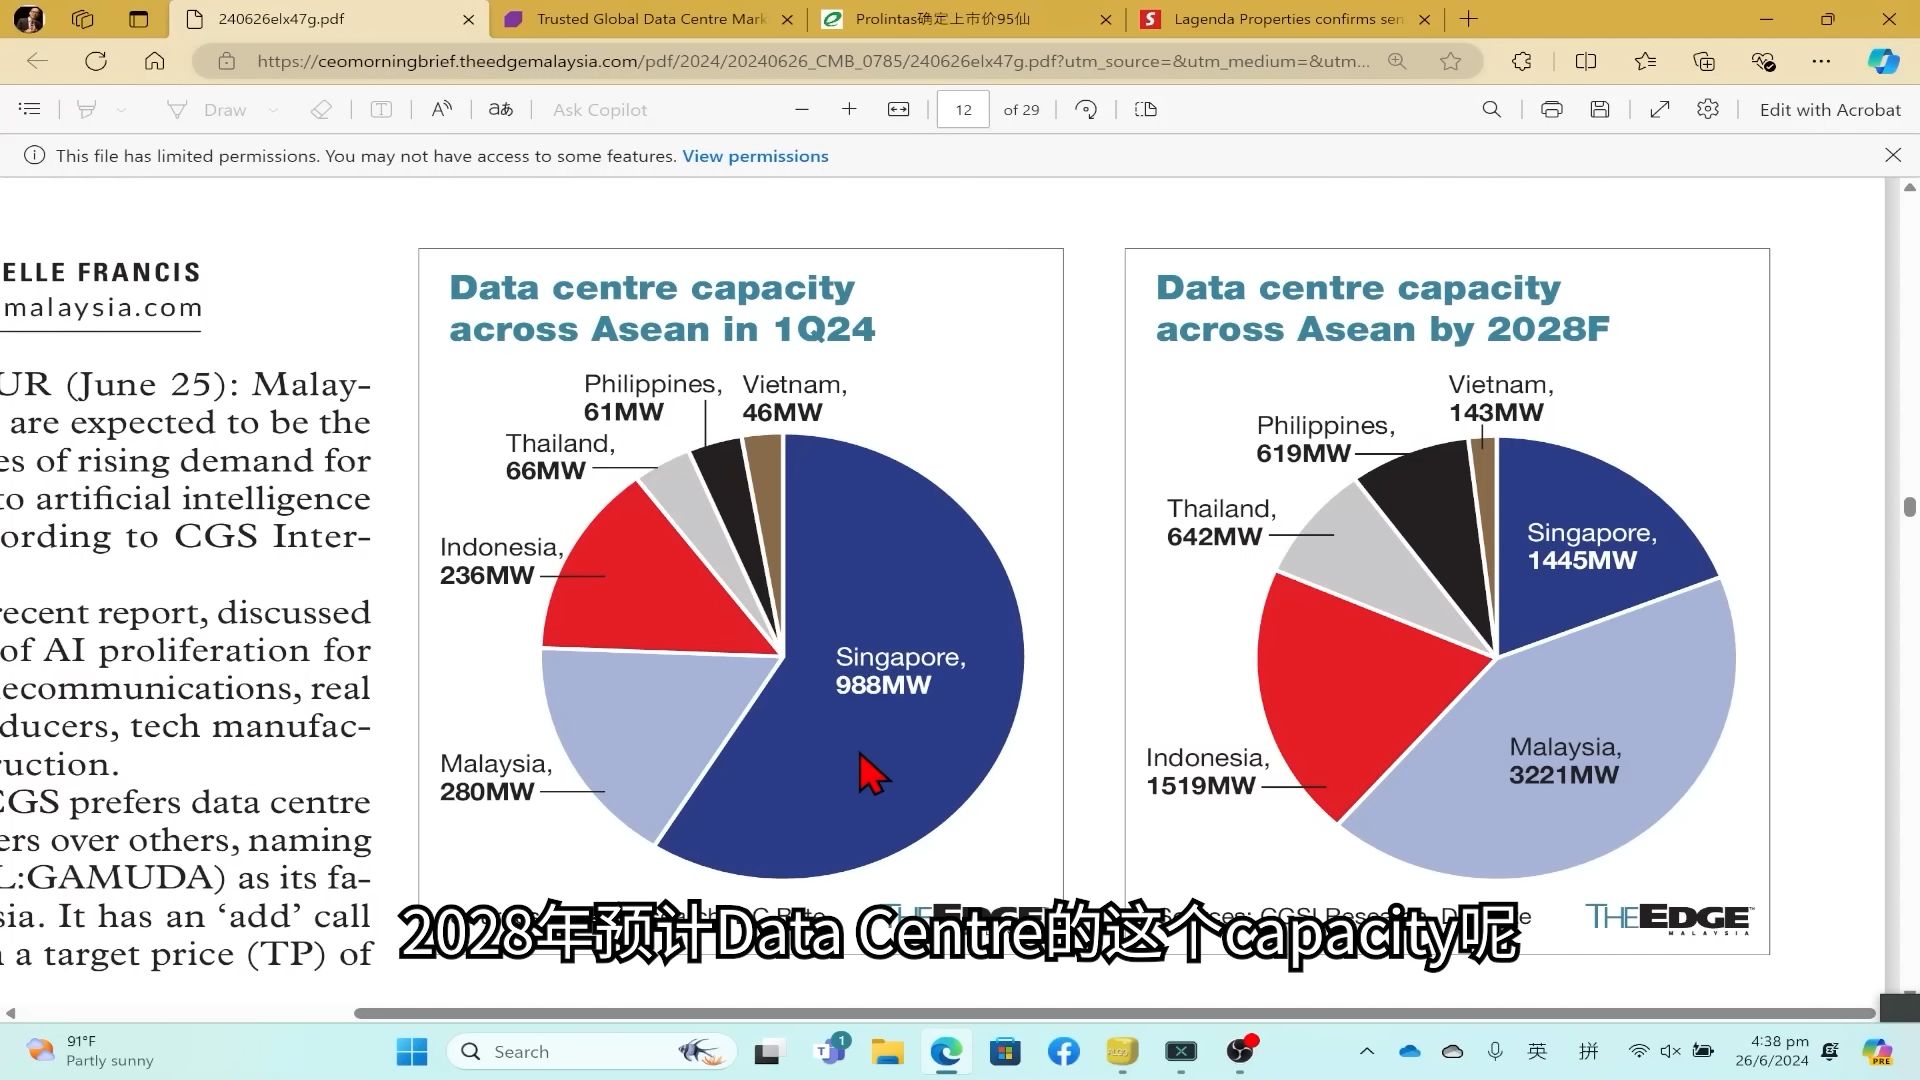 240626elx47g.pdf
Trusted Global Data Centre Mark
Prolintas确定上市价95仙
Lagenda Properties confirms sen
https://ceomorningbrief.theedgemalaysia.com/pdf/2024/20240626_CMB_0785/240626elx47g.pdf?utm_source=&utm_medium=&utm...
Draw
Ask Copilot
12
of 29
Edit with Acrobat
This file has limited permissions. You may not have access to some features. View permissions
ELLE FRANCIS
malaysia.com
UR (June 25): Malay-
are expected to be the
es of rising demand for
to artificial intelligence
ording to CGS Inter-
recent report, discussed
of AI proliferation for
lecommunications, real
ducers, tech manufac-
ruction.
CGS prefers data centre
ers over others, naming
L:GAMUDA) as its fa-
sia. It has an ‘add’ call
a target price (TP) of
Data centre capacity
across Asean in 1Q24
Philippines,
61MW
Vietnam,
46MW
Thailand,
66MW
Indonesia,
236MW
Singapore,
988MW
Malaysia,
280MW
Data centre capacity
across Asean by 2028F
Vietnam,
143MW
Philippines,
619MW
Thailand,
642MW
Singapore,
1445MW
Malaysia,
3221MW
Indonesia,
1519MW
THE EDGE
MALAYSIA
2028年预计Data Centre的这个capacity呢
91°F
Partly sunny
Search
1
英
拼
4:38 pm
26/6/2024
PRE